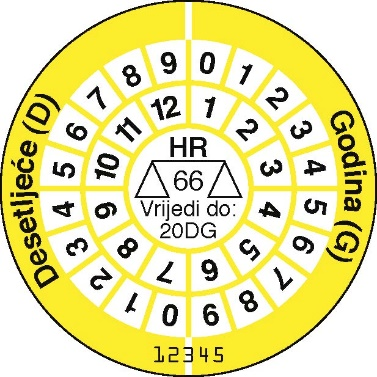 Desetljeće (D)
Godina (G)
0 1 2 3 4 5 6 7 8 9
0 1 2 3 4 5 6 7 8 9
1 2 3 4 5 6 7 8 9 10 11 12
HR
66
Vrijedi do:
20DG
12345